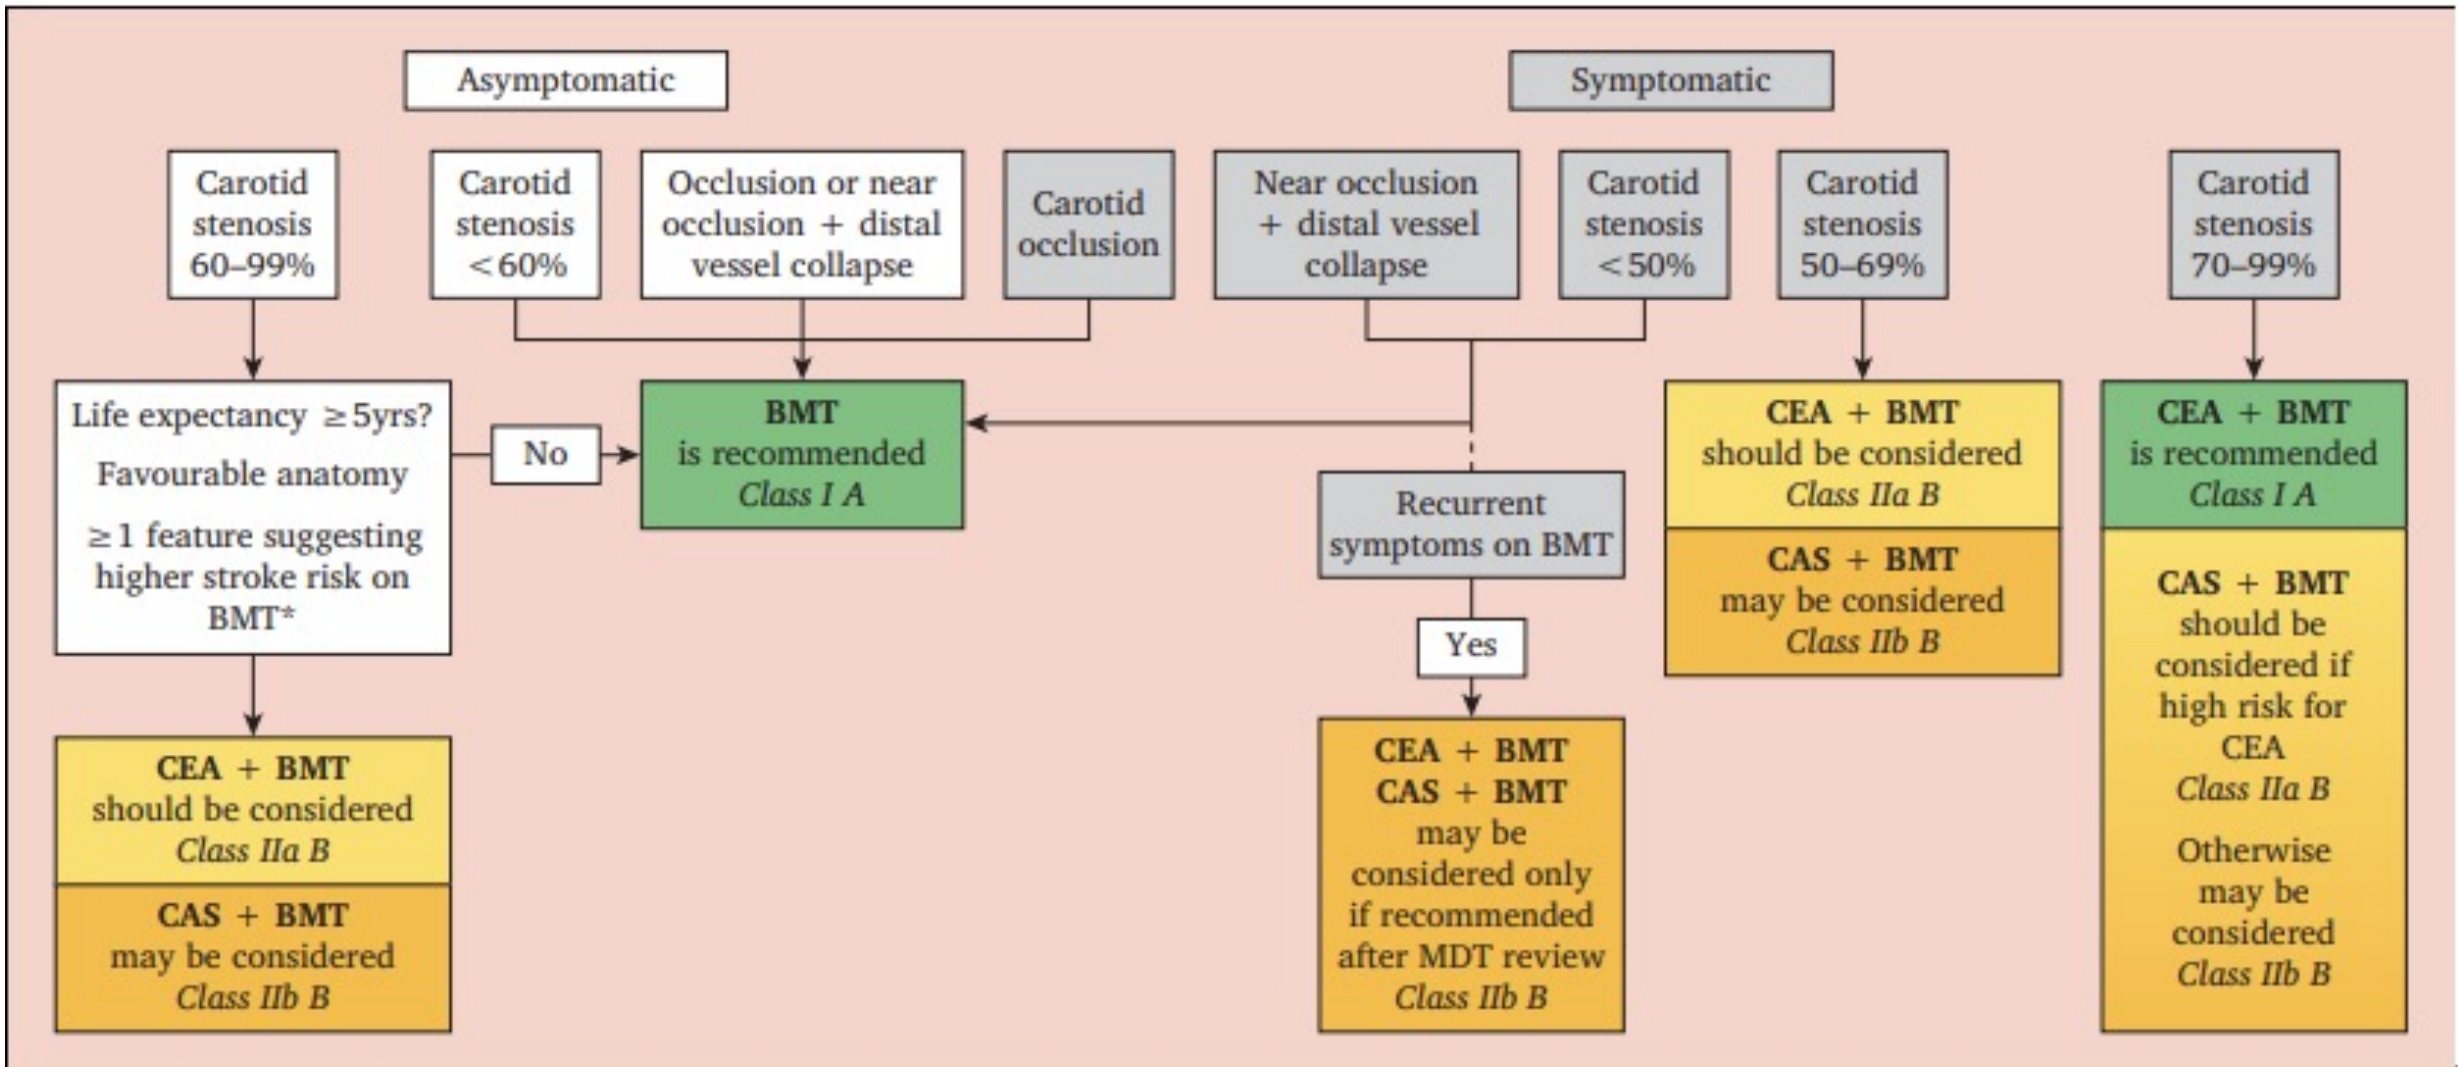 Asymptomatic
Symptomatic
Carotid
stenosis
60–99%
Carotid
stenosis
<60%
Occlusion or near
occlusion + distal
vessel collapse
Carotid
occlusion
Near occlusion
+ distal vessel
collapse
Carotid
stenosis
<50%
Carotid
stenosis
50–69%
Carotid
stenosis
70–99%
Life expectancy ≥5yrs?
Favourable anatomy
≥1 feature suggesting
higher stroke risk on
BMT*
No
BMT
is recommended
Class I A
Recurrent
symptoms on BMT
Yes
CEA + BMT
should be considered
Class IIa B
CAS + BMT
may be considered
Class IIb B
CEA + BMT
is recommended
Class I A
CAS + BMT
should be
considered if
high risk for
CEA
Class IIa B
Otherwise
may be
considered
Class IIb B
CEA + BMT
should be considered
Class IIa B
CAS + BMT
may be considered
Class IIb B
CEA + BMT
CAS + BMT
may be
considered only
if recommended
after MDT review
Class IIb B